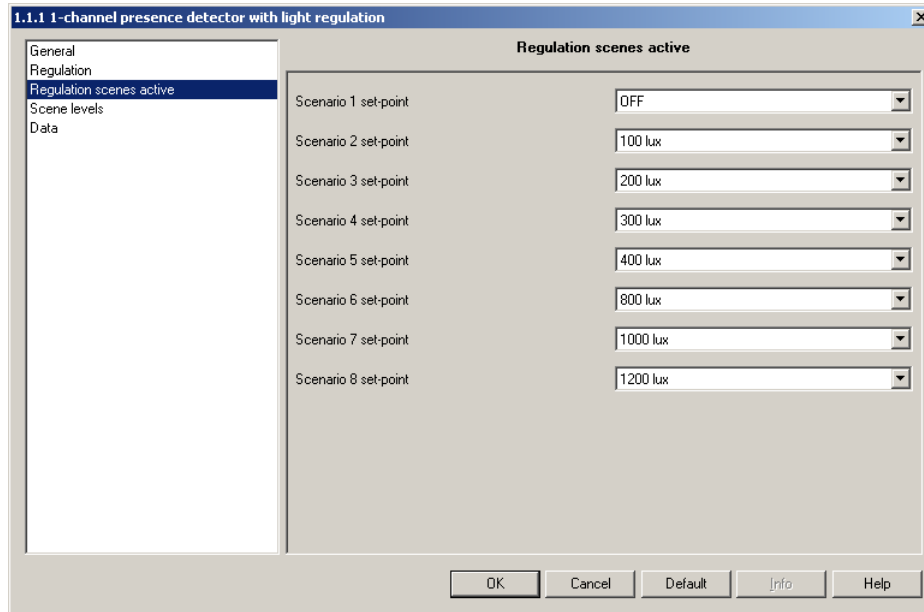 1.1.1 1-channel presence detector with light regulation
General
Regulation
Regulation scenes active
Scene levels
Data
Regulation scenes active
Scenario 1 set-point OFF
Scenario 2 set-point 100 lux
Scenario 3 set-point 200 lux
Scenario 4 set-point 300 lux
Scenario 5 set-point 400 lux
Scenario 6 set-point 800 lux
Scenario 7 set-point 1000 lux
Scenario 8 set-point 1200 lux
OK Cancel Default Info Help